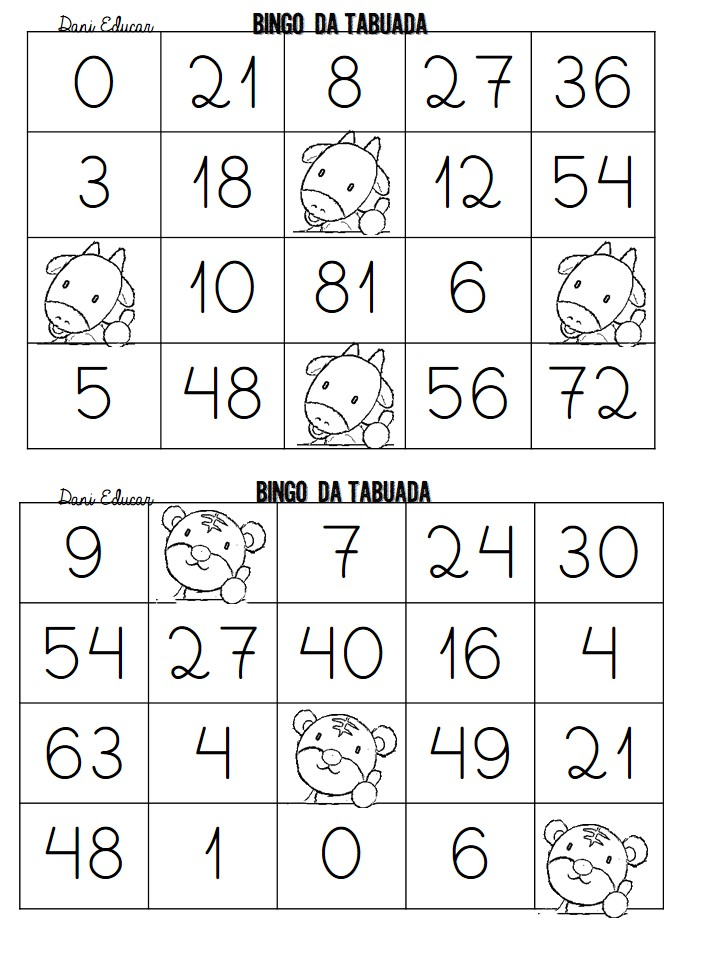 Dani Educar BINGO DA TABUADA
0 21 8 27 36
3 18 12 54
10 81 6
5 48 56 72
Dani Educar BINGO DA TABUADA
9 7 24 30
54 27 40 16 4
63 4 49 21
48 1 0 6